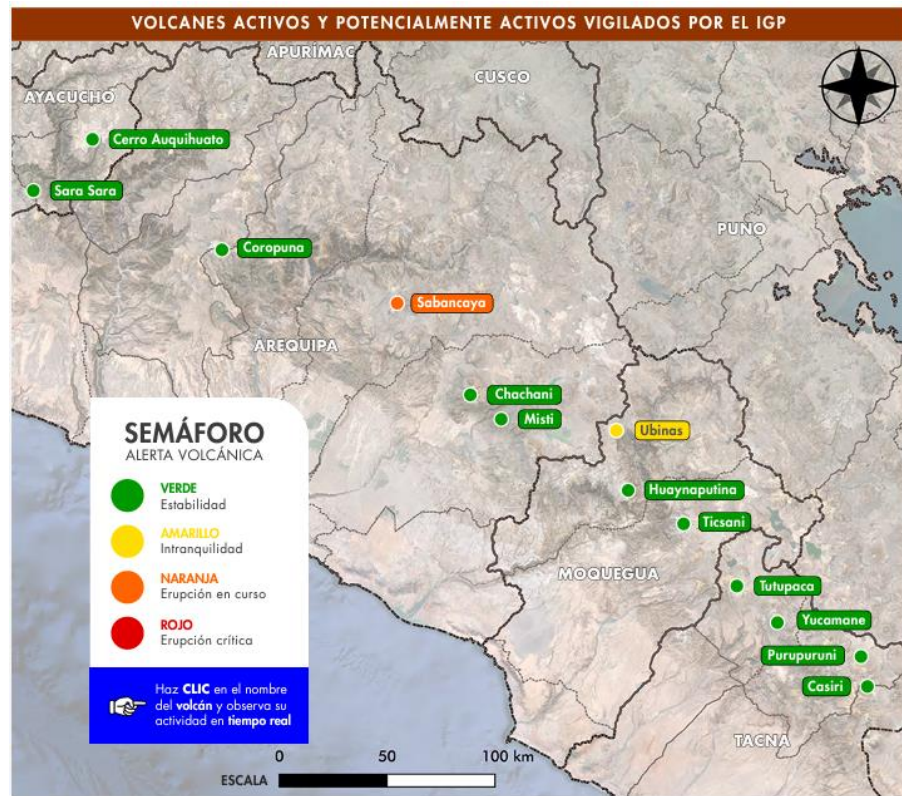 VOLCANES ACTIVOS Y POTENCIALMENTE ACTIVOS VIGILADOS POR EL IGP
APURÍMAC
CUSCO
AYACUCHO
Cerro Auquihuato
Sara Sara
PUNO
Coropuna
Sabancaya
AREQUIPA
Chachani
Misti
Ubinas
Huaynaputina
Ticsani
MOQUEGUA
Tutupaca
Yucamane
Purupuruni
Casiri
TACNA
SEMÁFORO
ALERTA VOLCÁNICA
VERDE
Estabilidad
AMARILLO
Intranquilidad
NARANJA
Erupción en curso
ROJO
Erupción crítica
Haz CLIC en el nombre
del volcán y observa su
actividad en tiempo real
0 50 100 km
ESCALA